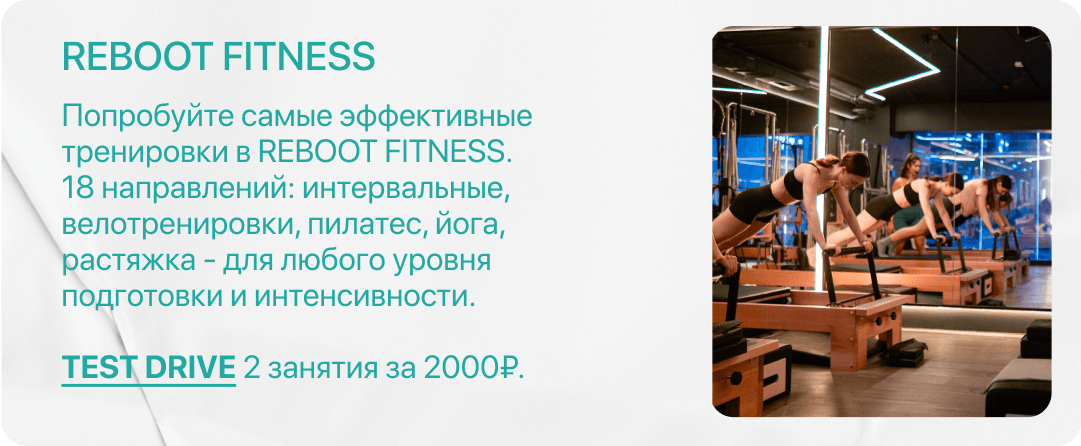 REBOOT FITNESS
Попробуйте самые эффективные
тренировки в REBOOT FITNESS.
18 направлений: интервальные,
велотренировки, пилатес, йога,
растяжка - для любого уровня
подготовки и интенсивности.
TEST DRIVE 2 занятия за 2000₽.